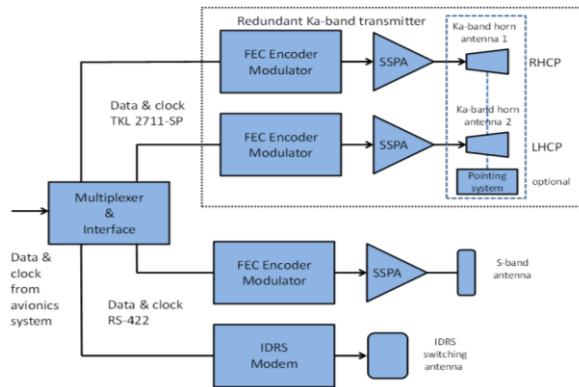 Redundant Ka-band transmitter
Ka-band horn
antenna 1
FEC Encoder
Modulator
SSPA
RHCP
Data & clock
TKL 2711-SP
Ka-band horn
antenna 2
FEC Encoder
Modulator
SSPA
LHCP
Pointing
system
optional
Multiplexer
&
Interface
Data &
clock
from
avionics
system
FEC Encoder
Modulator
SSPA
S-band
antenna
Data & clock
RS-422
IDRS
Modem
IDRS
switching
antenna